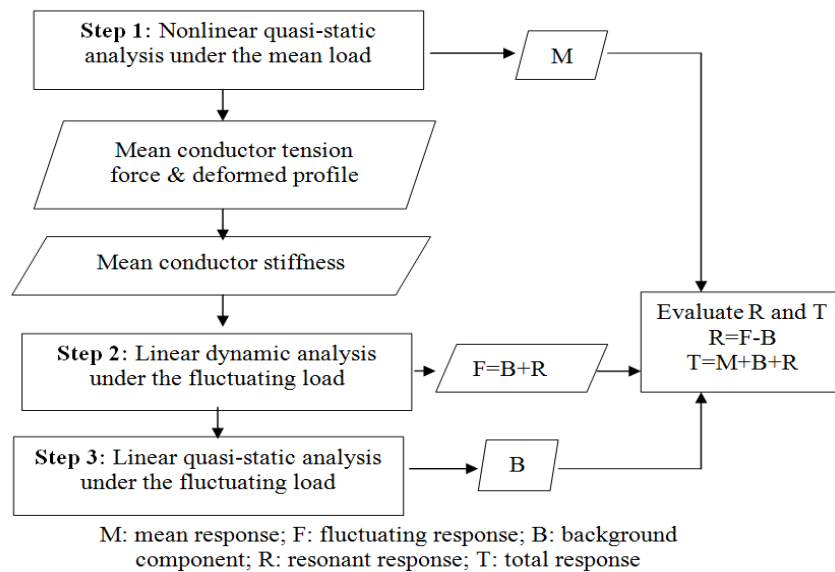 Step 1: Nonlinear quasi-static
analysis under the mean load
M
Mean conductor tension
force & deformed profile
Mean conductor stiffness
Evaluate R and T
R=F-B
T=M+B+R
Step 2: Linear dynamic analysis
under the fluctuating load
F=B+R
Step 3: Linear quasi-static analysis
under the fluctuating load
B
M: mean response; F: fluctuating response; B: background
component; R: resonant response; T: total response